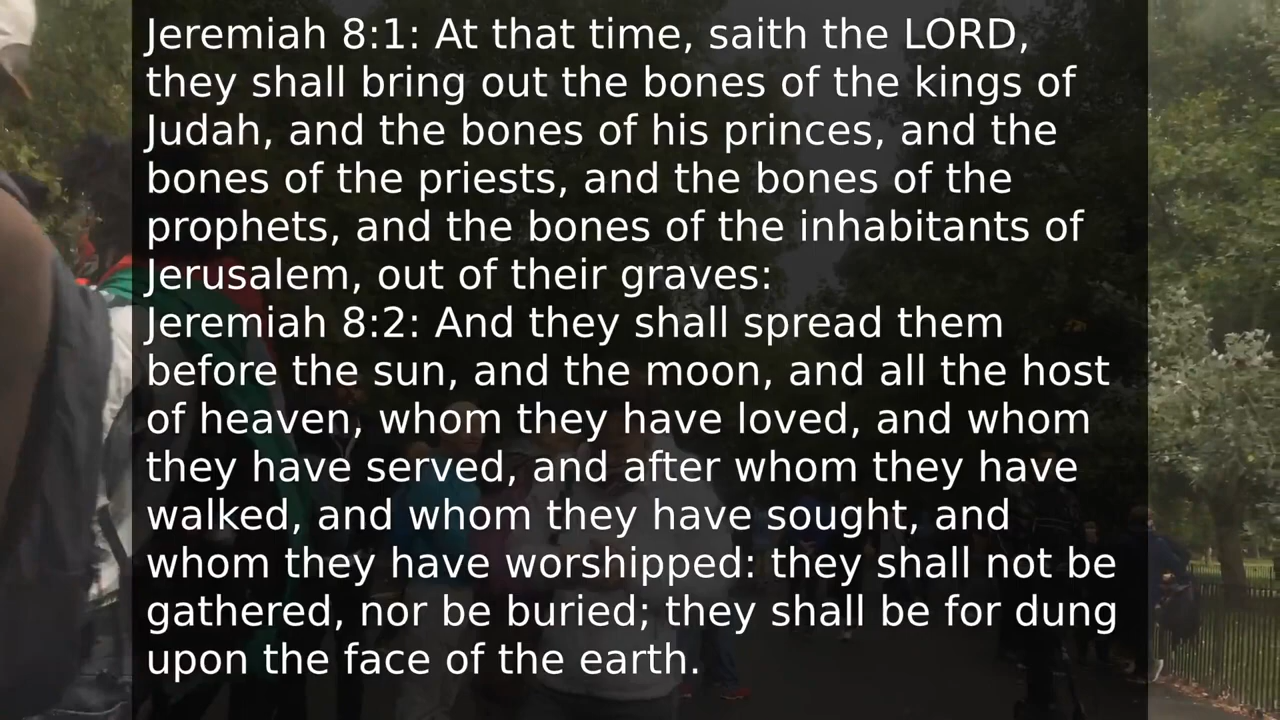 Jeremiah 8:1: At that time, saith the LORD,
they shall bring out the bones of the kings of
Judah, and the bones of his princes, and the
bones of the priests, and the bones of the
prophets, and the bones of the inhabitants of
Jerusalem, out of their graves:
Jeremiah 8:2: And they shall spread them
before the sun, and the moon, and all the host
of heaven, whom they have loved, and whom
they have served, and after whom they have
walked, and whom they have sought, and
whom they have worshipped: they shall not be
gathered, nor be buried; they shall be for dung
upon the face of the earth.